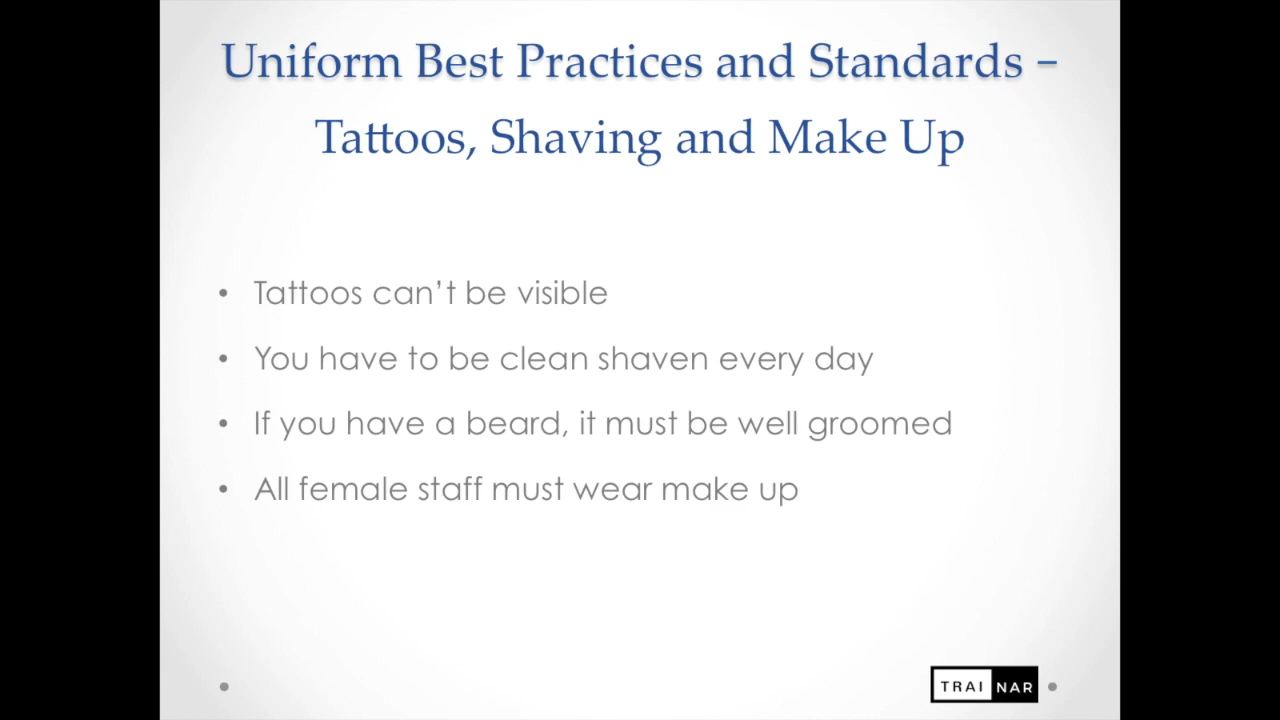 Uniform Best Practices and Standards –
Tattoos, Shaving and Make Up
• Tattoos can’t be visible
• You have to be clean shaven every day
• If you have a beard, it must be well groomed
• All female staff must wear make up
TRAI NAR